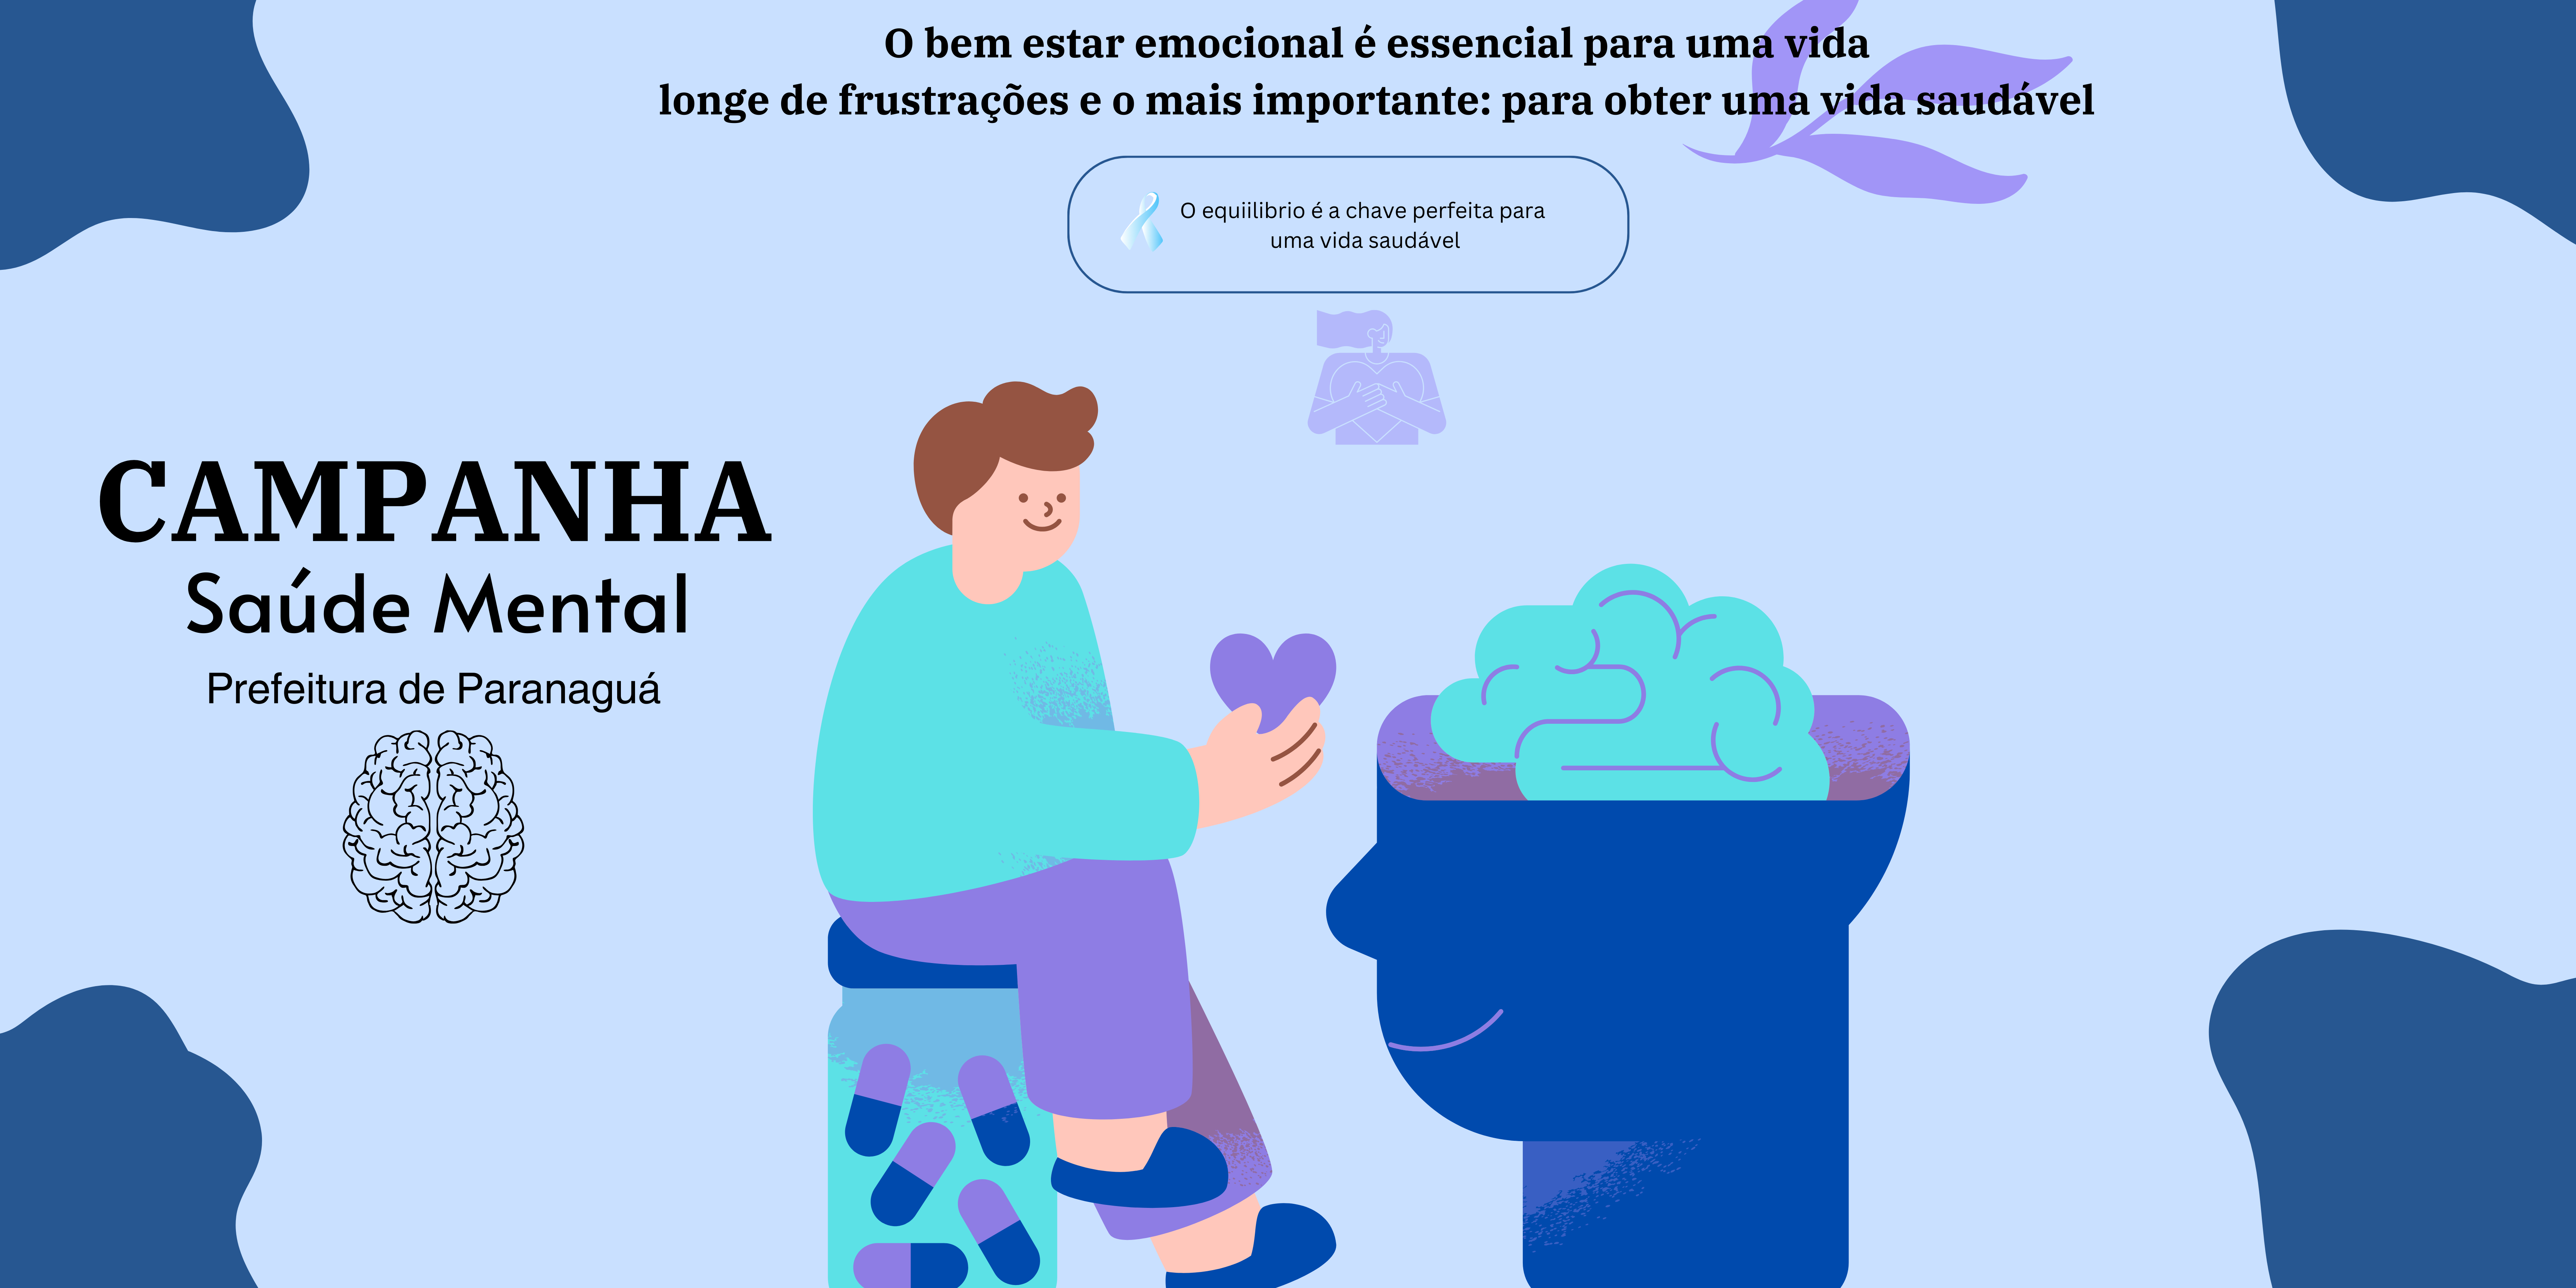 O bem estar emocional é essencial para uma vida
longe de frustrações e o mais importante: para obter uma vida saudável
O equiilibrio é a chave perfeita para
uma vida saudável
CAMPANHA
Saúde Mental
Prefeitura de Paranaguá